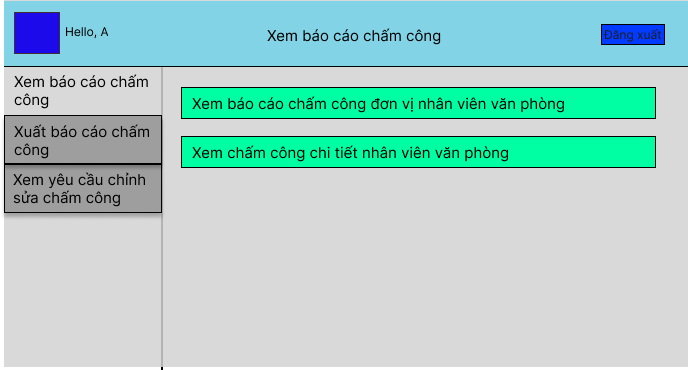 Hello, A
Xem báo cáo chấm công
Đăng xuất
Xem báo cáo chấm
công
Xuất báo cáo chấm
công
Xem yêu cầu chỉnh
sửa chấm công
Xem báo cáo chấm công đơn vị nhân viên văn phòng
Xem chấm công chi tiết nhân viên văn phòng